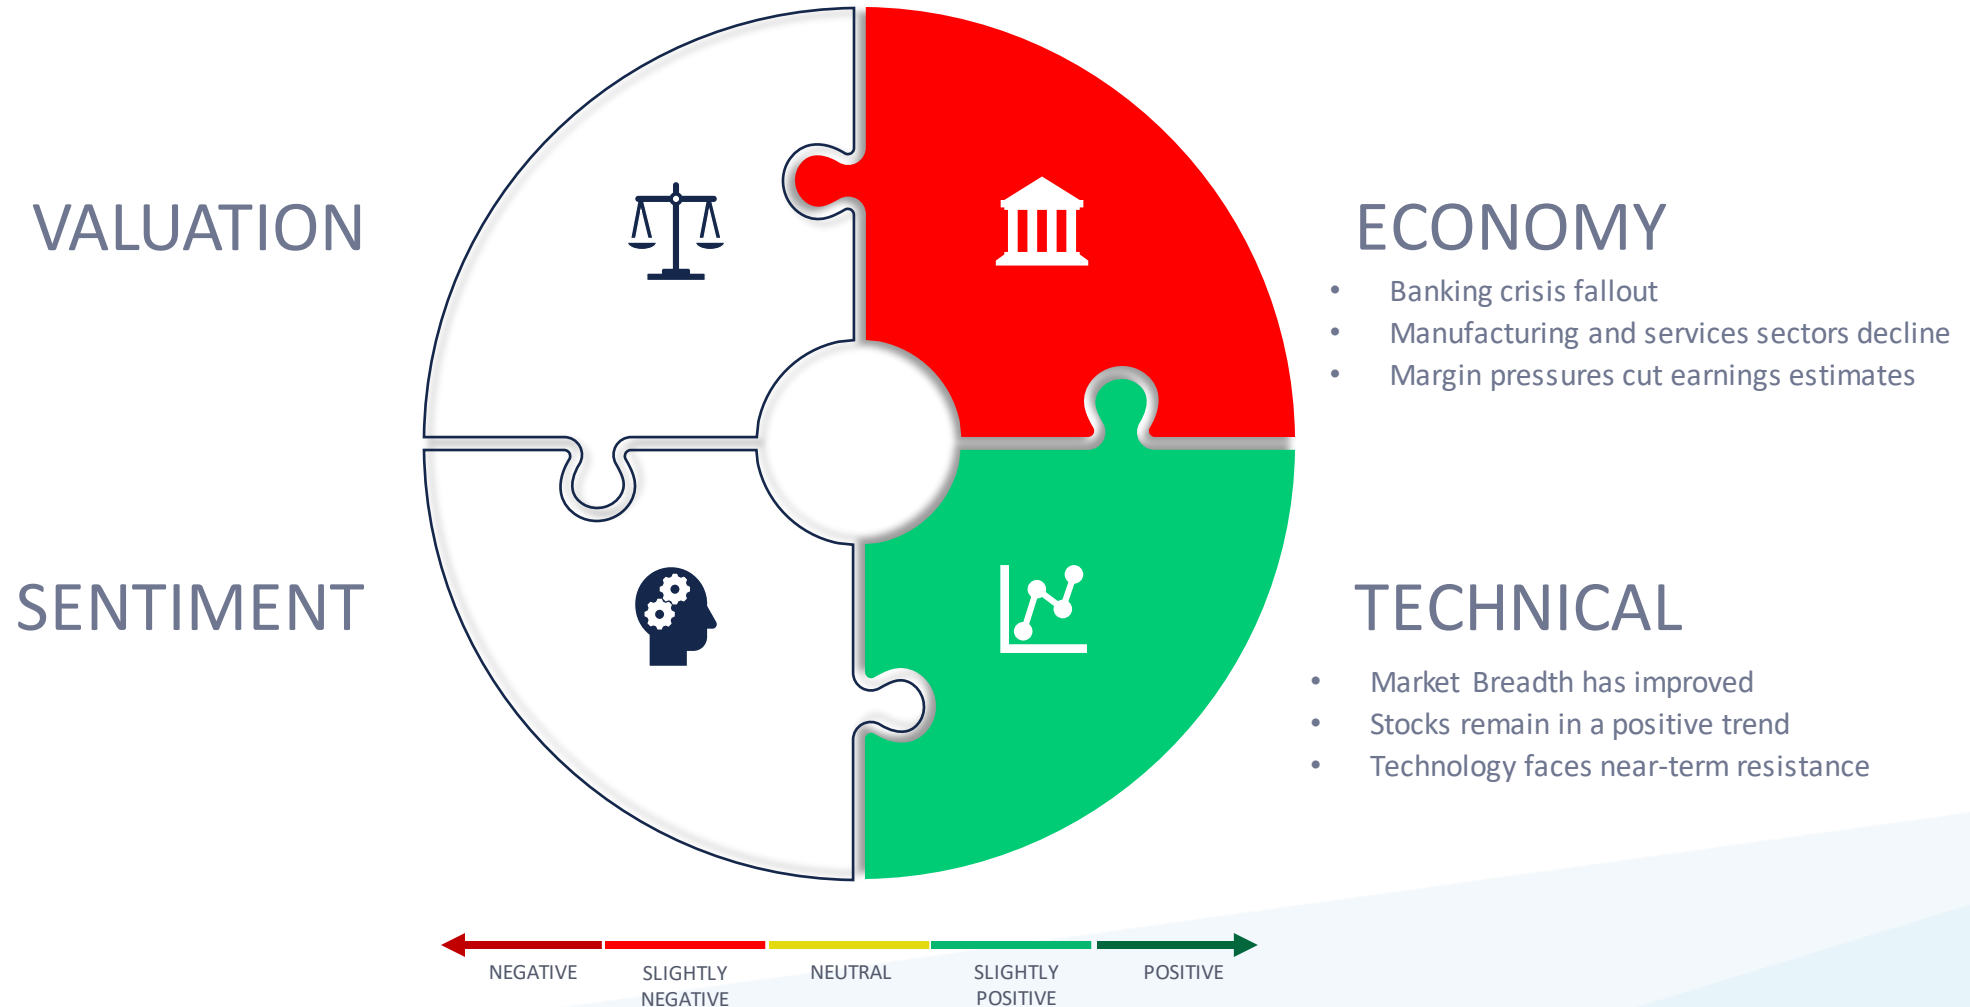 VALUATION
ECONOMY
• Banking crisis fallout
• Manufacturing and services sectors decline
• Margin pressures cut earnings estimates
SENTIMENT
TECHNICAL
• Market Breadth has improved
• Stocks remain in a positive trend
• Technology faces near-term resistance
NEGATIVE
SLIGHTLY
NEGATIVE
NEUTRAL
SLIGHTLY
POSITIVE
POSITIVE